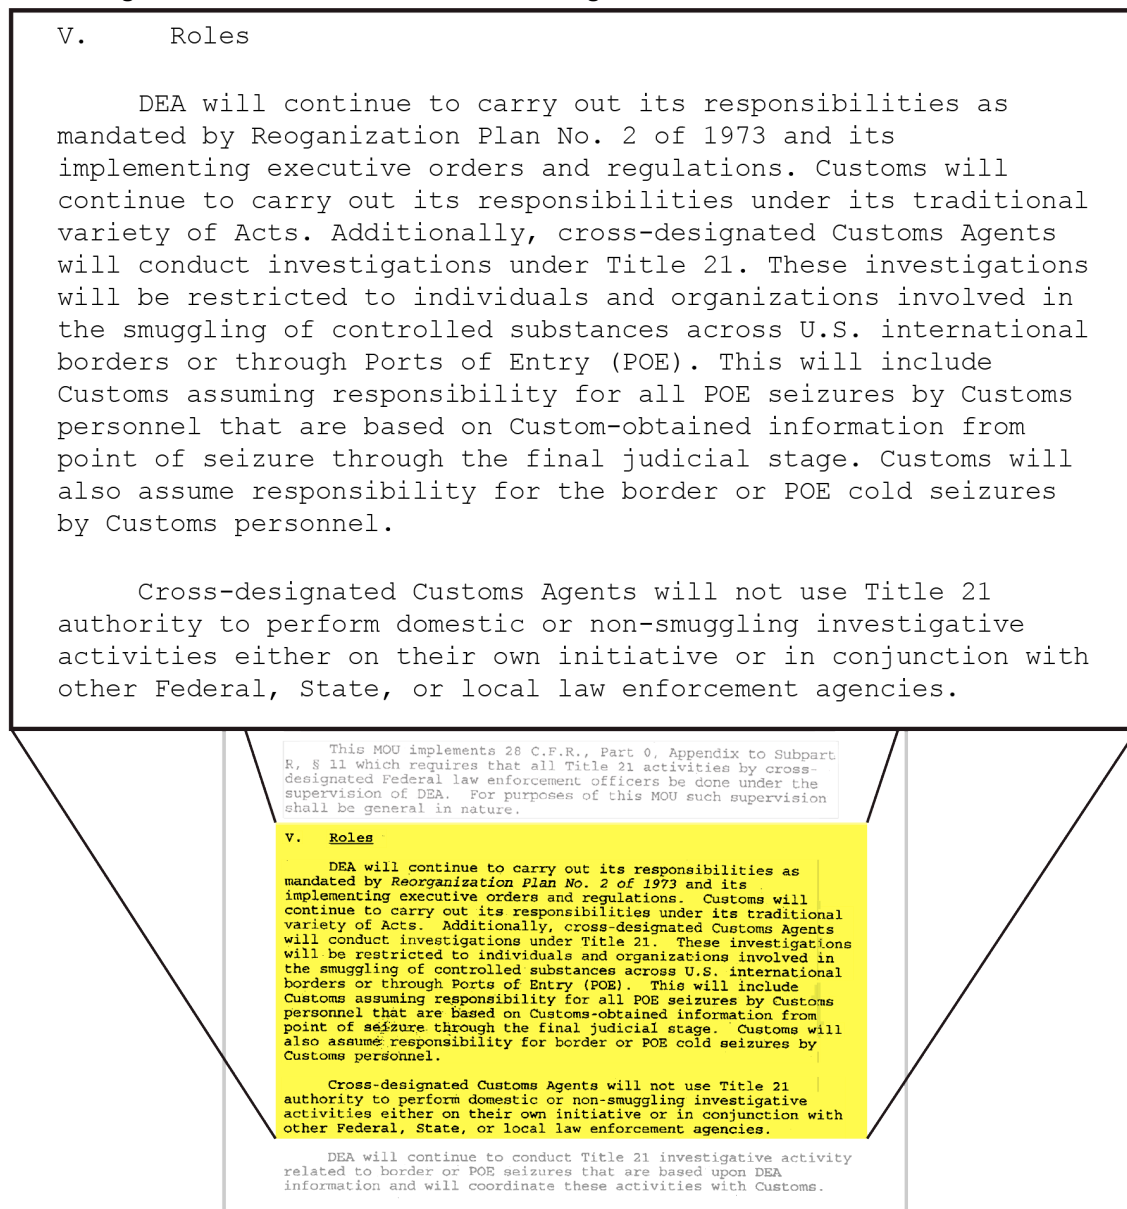 V. Roles
DEA will continue to carry out its responsibilities as
mandated by Reoganization Plan No. 2 of 1973 and its
implementing executive orders and regulations. Customs will
continue to carry out its responsibilities under its traditional
variety of Acts. Additionally, cross-designated Customs Agents
will conduct investigations under Title 21. These investigations
will be restricted to individuals and organizations involved in
the smuggling of controlled substances across U.S. international
borders or through Ports of Entry (POE). This will include
Customs assuming responsibility for all POE seizures by Customs
personnel that are based on Custom-obtained information from
point of seizure through the final judicial stage. Customs will
also assume responsibility for the border or POE cold seizures
by Customs personnel.
Cross-designated Customs Agents will not use Title 21
authority to perform domestic or non-smuggling investigative
activities either on their own initiative or in conjunction with
other Federal, State, or local law enforcement agencies.
This MOU implements 28 C.F.R., Part 0, Appendix to Subpart
R, § 11 which requires that all Title 21 activities by cross-
designated Federal law enforcement officers be done under the
supervision of DEA. For purposes of this MOU such supervision
shall be general in nature.
V. Roles
DEA will continue to carry out its responsibilities as
mandated by Reorganization Plan No. 2 of 1973 and its
implementing executive orders and regulations. Customs will
continue to carry out its responsibilities under its traditional
variety of Acts. Additionally, cross-designated Customs Agents
will conduct investigations under Title 21. These investigations
will be restricted to individuals and organizations involved in
the smuggling of controlled substances across U.S. international
borders or through Ports of Entry (POE). This will include
Customs assuming responsibility for all POE seizures by Customs
personnel that are based on Customs-obtained information from
point of seizure through the final judicial stage. Customs will
also assume responsibility for border or POE cold seizures by
Customs personnel.
Cross-designated Customs Agents will not use Title 21
authority to perform domestic or non-smuggling investigative
activities either on their own initiative or in conjunction with
other Federal, State, or local law enforcement agencies.
DEA will continue to conduct Title 21 investigative activity
related to border or POE seizures that are based upon DEA
information and will coordinate these activities with Customs.